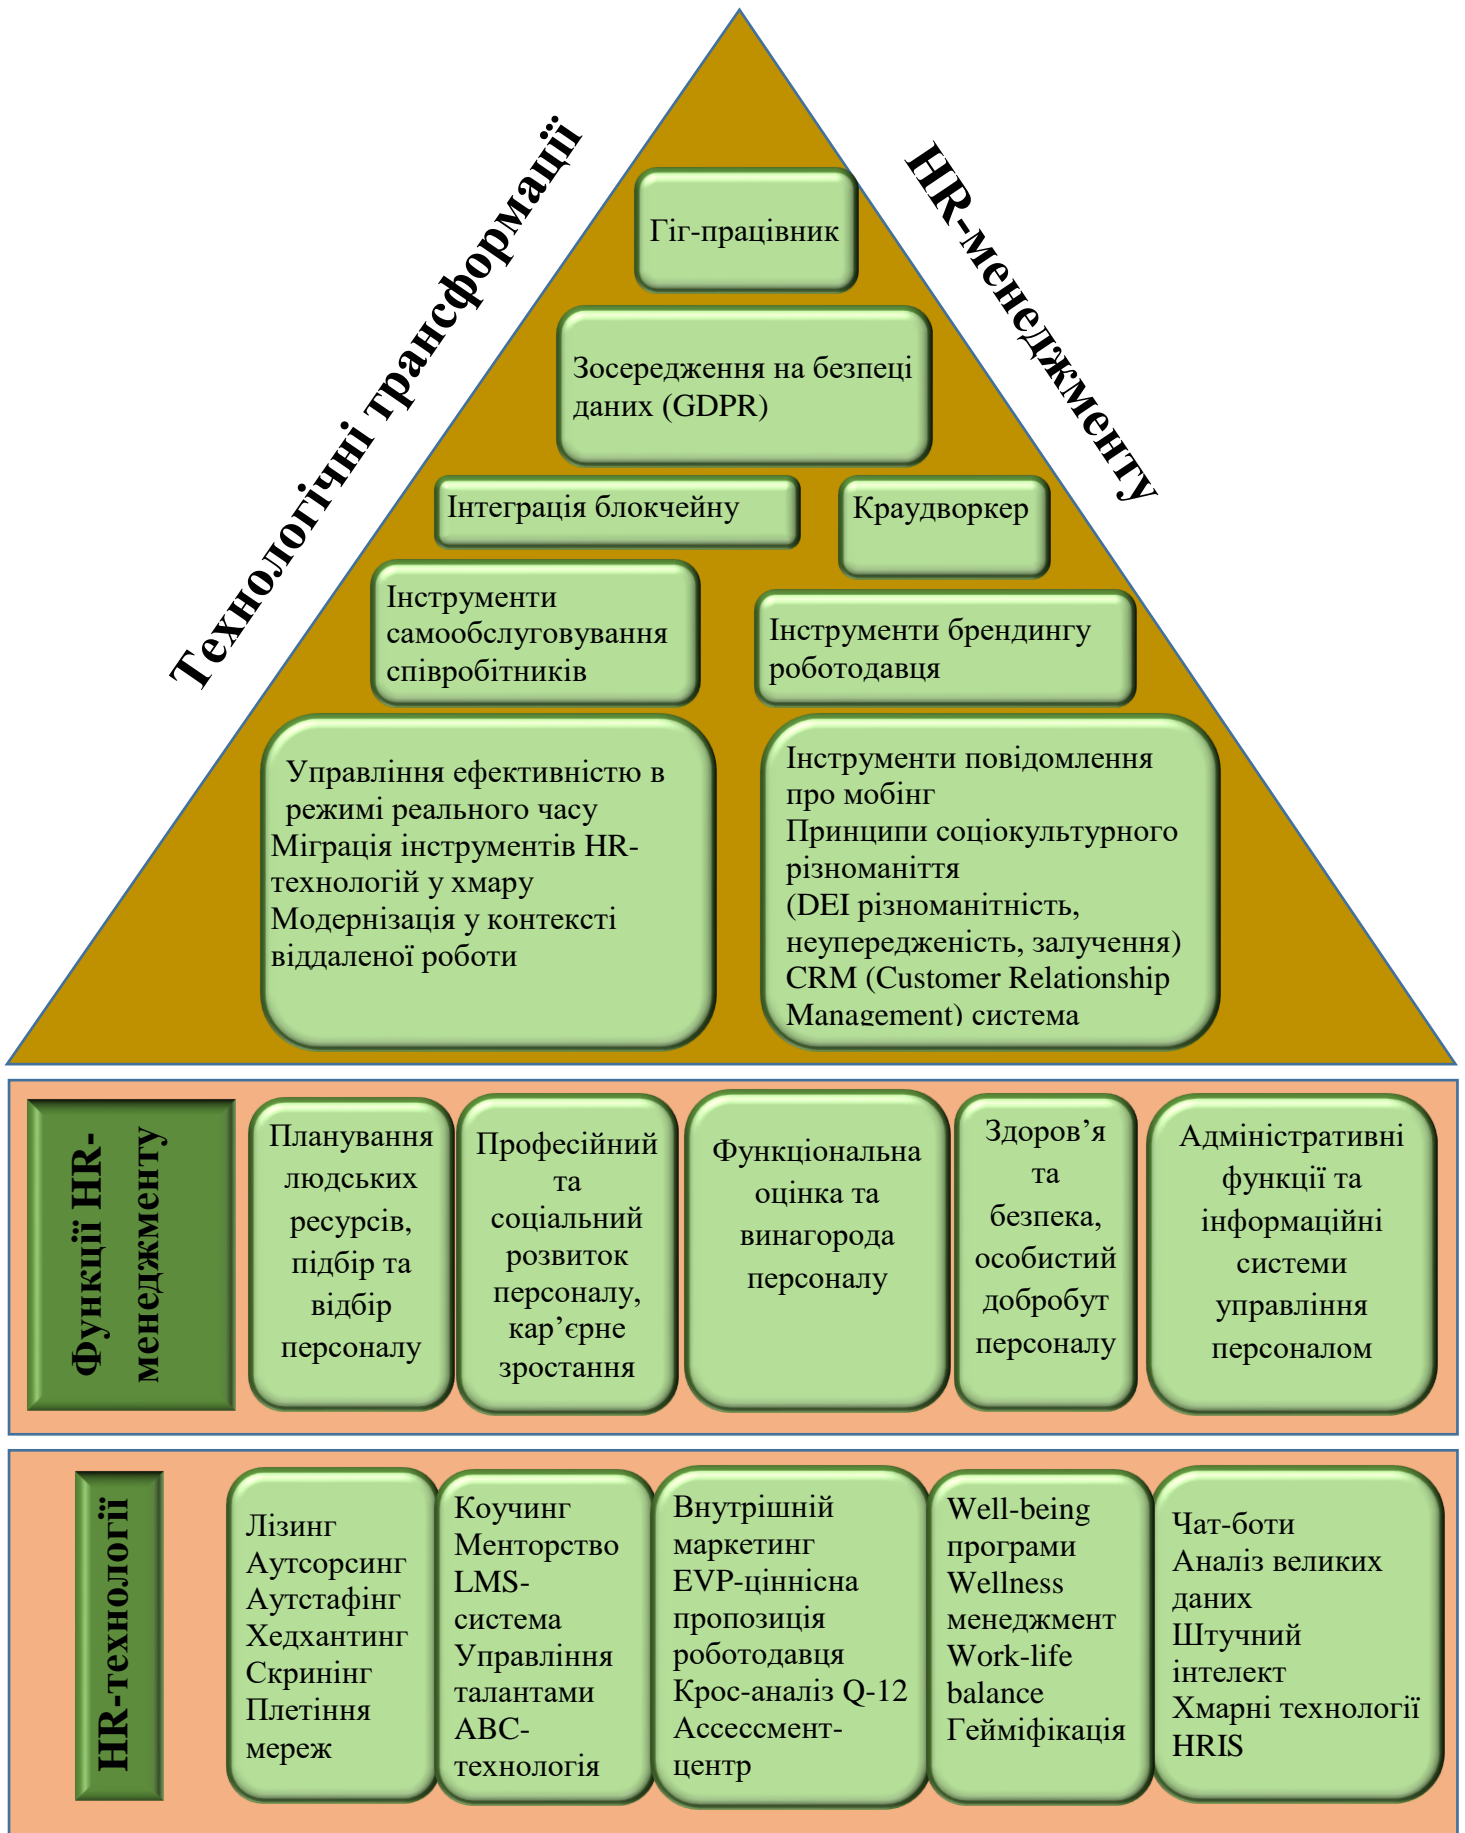 Технологічні трансформації
HR-менеджменту
Гіг-працівник
Зосередження на безпеці
даних (GDPR)
Інтеграція блокчейну
Краудворкер
Інструменти
самообслуговування
співробітників
Інструменти брендингу
роботодавця
Управління ефективністю в
режимі реального часу
Міграція інструментів HR-
технологій у хмару
Модернізація у контексті
віддаленої роботи
Інструменти повідомлення
про мобінг
Принципи соціокультурного
різноманіття
(DEI різноманітність,
неупередженість, залучення)
CRM (Customer Relationship
Management) система
Функції HR-
менеджменту
Планування
людських
ресурсів,
підбір та
відбір
персоналу
Професійний
та
соціальний
розвиток
персоналу,
кар’єрне
зростання
Функціональна
оцінка та
винагорода
персоналу
Здоров’я
та
безпека,
особистий
добробут
персоналу
Адміністративні
функції та
інформаційні
системи
управління
персоналом
HR-технології
Лізинг
Аутсорсинг
Аутстафінг
Хедхантинг
Скринінг
Плетіння
мереж
Коучинг
Менторство
LMS-
система
Управління
талантами
ABC-
технологія
Внутрішній
маркетинг
EVP-ціннісна
пропозиція
роботодавця
Крос-аналіз Q-12
Ассессмент-
центр
Well-being
програми
Wellness
менеджмент
Work-life
balance
Гейміфікація
Чат-боти
Аналіз великих
даних
Штучний
інтелект
Хмарні технології
HRIS